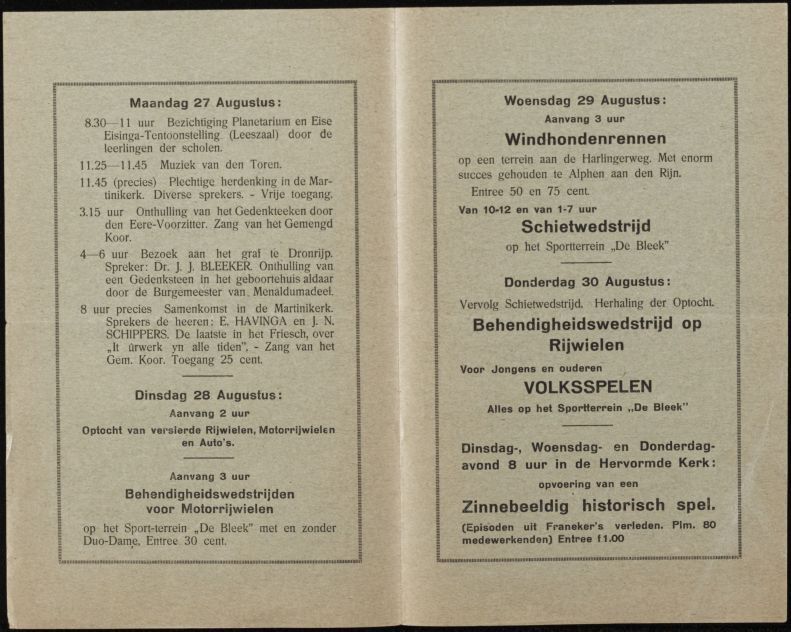 Maandag 27 Augustus:
8.30—11 uur Bezichtiging Planetarium en Eise
Eisinga-Tentoonstelling (Leeszaal) door de
leerlingen der scholen.
11.25—11.45 Muziek van den Toren.
11.45 (precies) Plechtige herdenking in de Mar-
tinikerk. Diverse sprekers. - Vrije toegang.
3.15 uur Onthulling van het Gedenkteeken door
den Eere-Voorzitter. Zang van het Gemengd
Koor.
4—6 uur Bezoek aan het graf te Dronrijp.
Spreker: Dr. J. J. BLEEKER. Onthulling van
een Gedenksteen in het geboortehuis aldaar
door de Burgemeester van Menaldumadeel.
8 uur precies Samenkomst in de Martinikerk.
Sprekers de heeren: E. HAVINGA en J. N.
SCHIPPERS. De laatste in het Friesch, over
„It ûrwerk yn alle tiden”. - Zang van het
Gem. Koor. Toegang 25 cent.
Dinsdag 28 Augustus:
Aanvang 2 uur
Optocht van versierde Rijwielen, Motorrijwielen
en Auto's.
Aanvang 3 uur
Behendigheidswedstrijden
voor Motorrijwielen
op het Sport-terrein „De Bleek” met en zonder
Duo-Dame. Entree 30 cent.
Woensdag 29 Augustus:
Aanvang 3 uur
Windhondenrennen
op een terrein aan de Harlingerweg. Met enorm
succes gehouden te Alphen aan den Rijn.
Entree 50 en 75 cent.
Van 10-12 en van 1-7 uur
Schietwedstrijd
op het Sportterrein „De Bleek”
Donderdag 30 Augustus:
Vervolg Schietwedstrijd. Herhaling der Optocht.
Behendigheidswedstrijd op
Rijwielen
Voor Jongens en ouderen
VOLKSSPELEN
Alles op het Sportterrein „De Bleek”
Dinsdag-, Woensdag- en Donderdag-
avond 8 uur in de Hervormde Kerk:
opvoering van een
Zinnebeeldig historisch spel.
(Episoden uit Franeker's verleden. Plm. 80
medewerkenden) Entree f 1.00